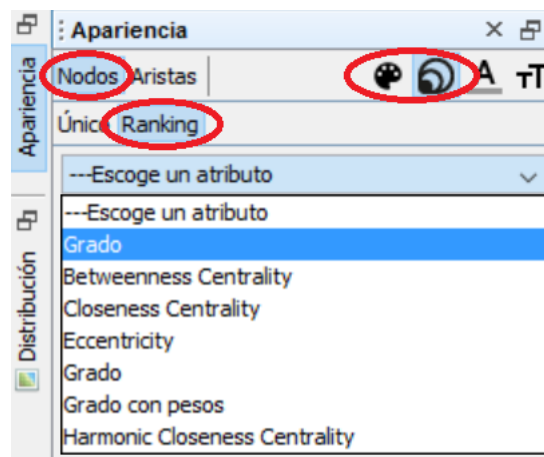 Apariencia
Apariencia
Nodos Aristas A TT
Único Ranking
---Escoge un atributo
---Escoge un atributo
Grado
Betweenness Centrality
Closeness Centrality
Eccentricity
Grado
Grado con pesos
Harmonic Closeness Centrality
Distribución